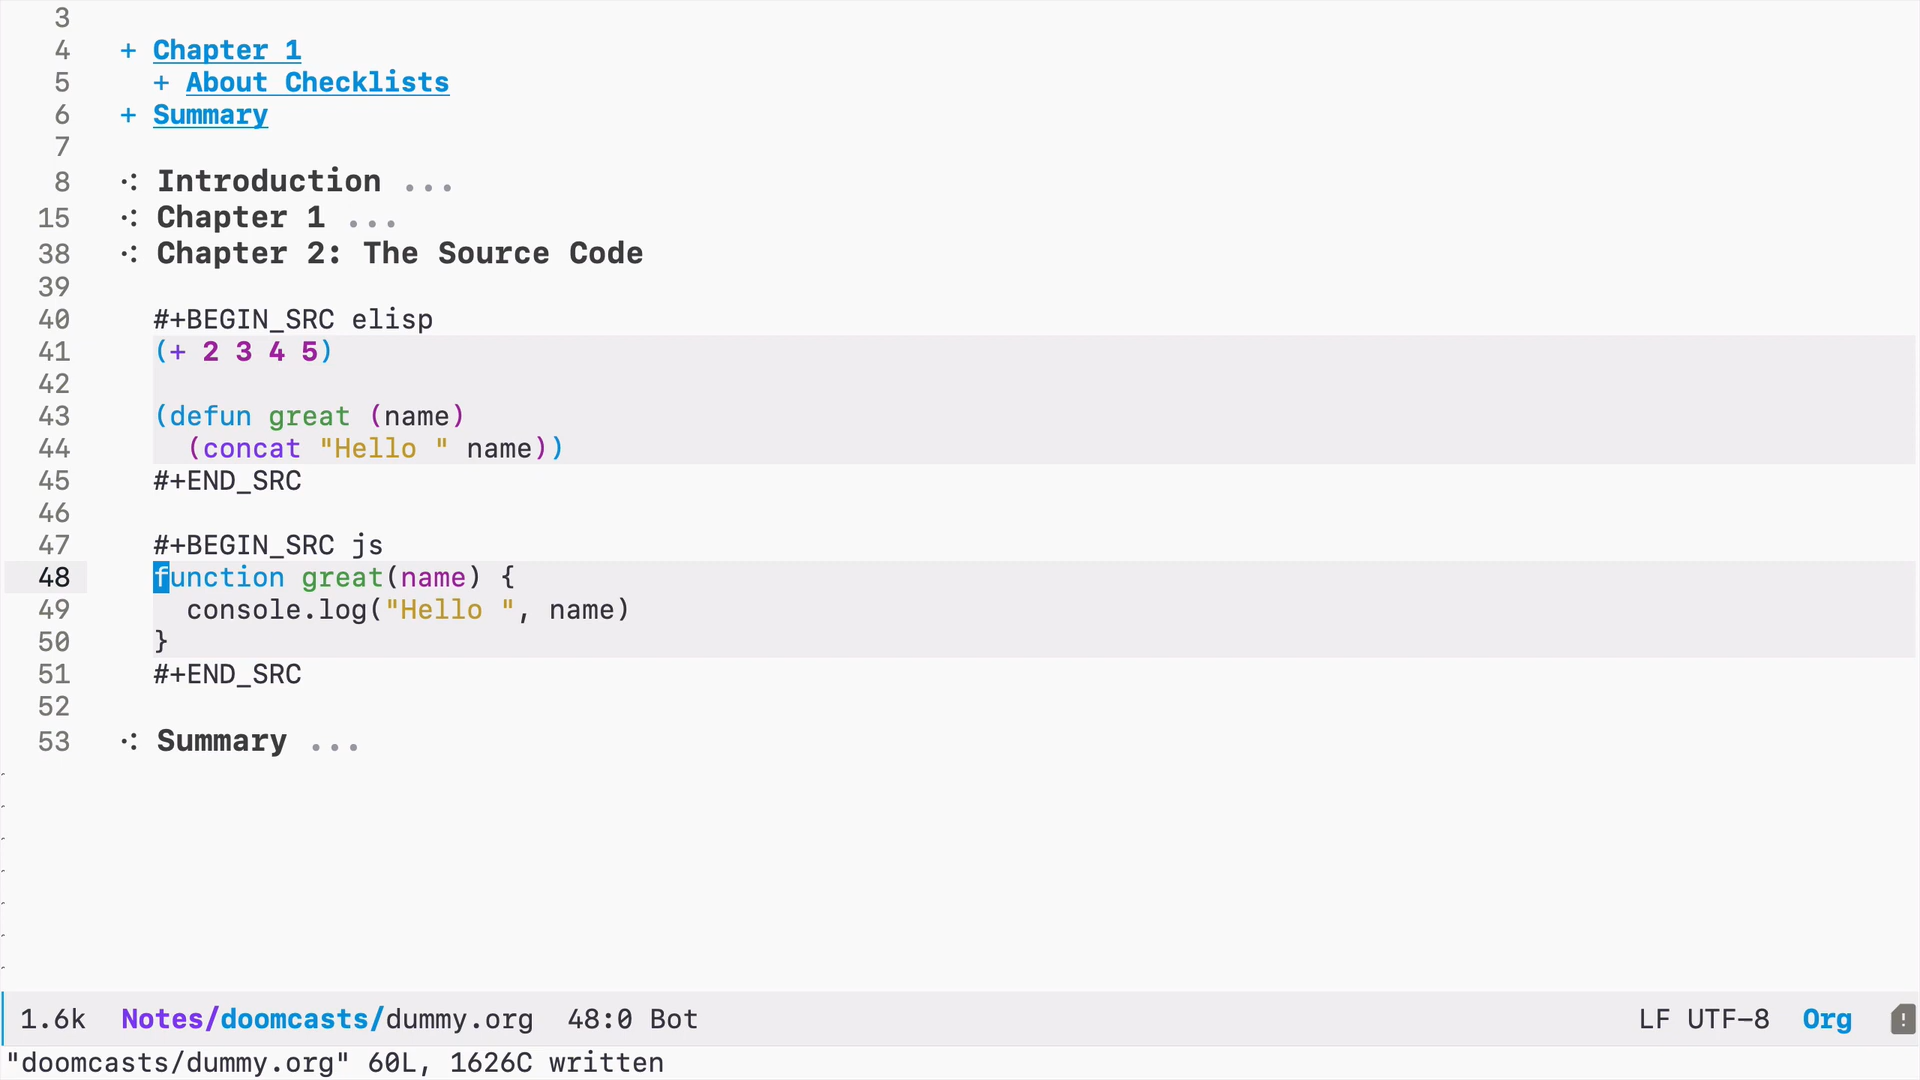 3
4 + Chapter 1
5 + About Checklists
6 + Summary
7
8 Introduction ...
15 Chapter 1 ...
38 Chapter 2: The Source Code
39
40 #+BEGIN_SRC elisp
41 (+ 2 3 4 5)
42
43 (defun great (name)
44 (concat "Hello " name))
45 #+END_SRC
46
47 #+BEGIN_SRC js
48 function great(name) {
49 console.log("Hello ", name)
50 }
51 #+END_SRC
52
53 Summary ...
1.6k Notes/doomcasts/dummy.org 48:0 Bot LF UTF-8 Org !
"doomcasts/dummy.org" 60L, 1626C written